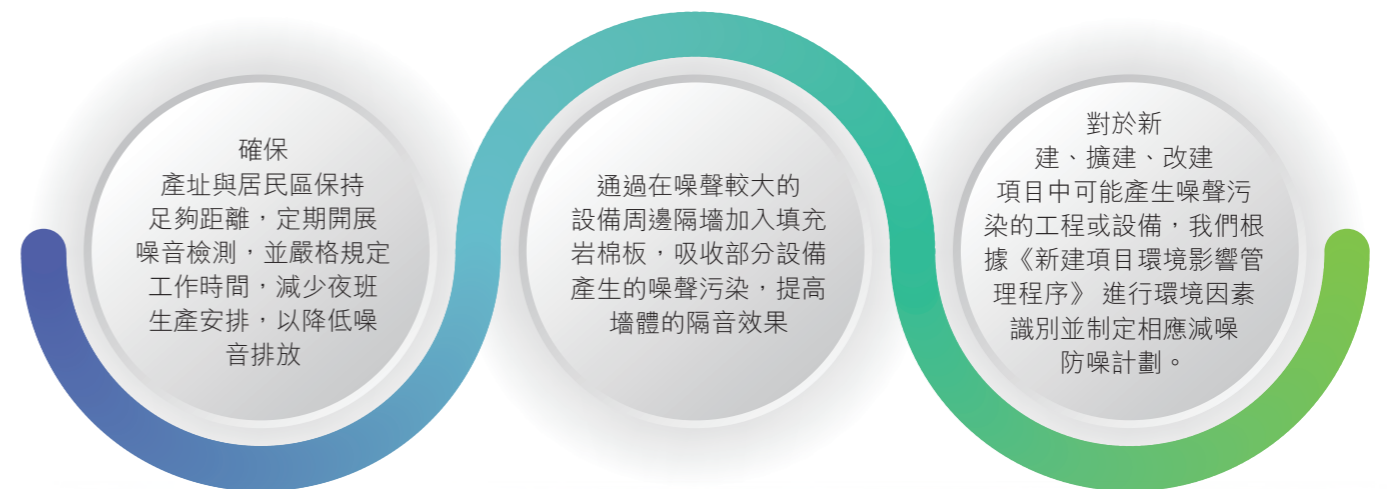 確保
產址與居民區保持
足夠距離，定期開展
噪音檢測，並嚴格規定
工作時間，減少夜班
生產安排，以降低噪
音排放
通過在噪聲較大的
設備周邊隔墻加入填充
岩棉板，吸收部分設備
產生的噪聲污染，提高
墻體的隔音效果
對於新
建、擴建、改建
項目中可能產生噪聲污
染的工程或設備，我們根
據《新建項目環境影響管
理程序》 進行環境因素
識別並制定相應減噪
防噪計劃。